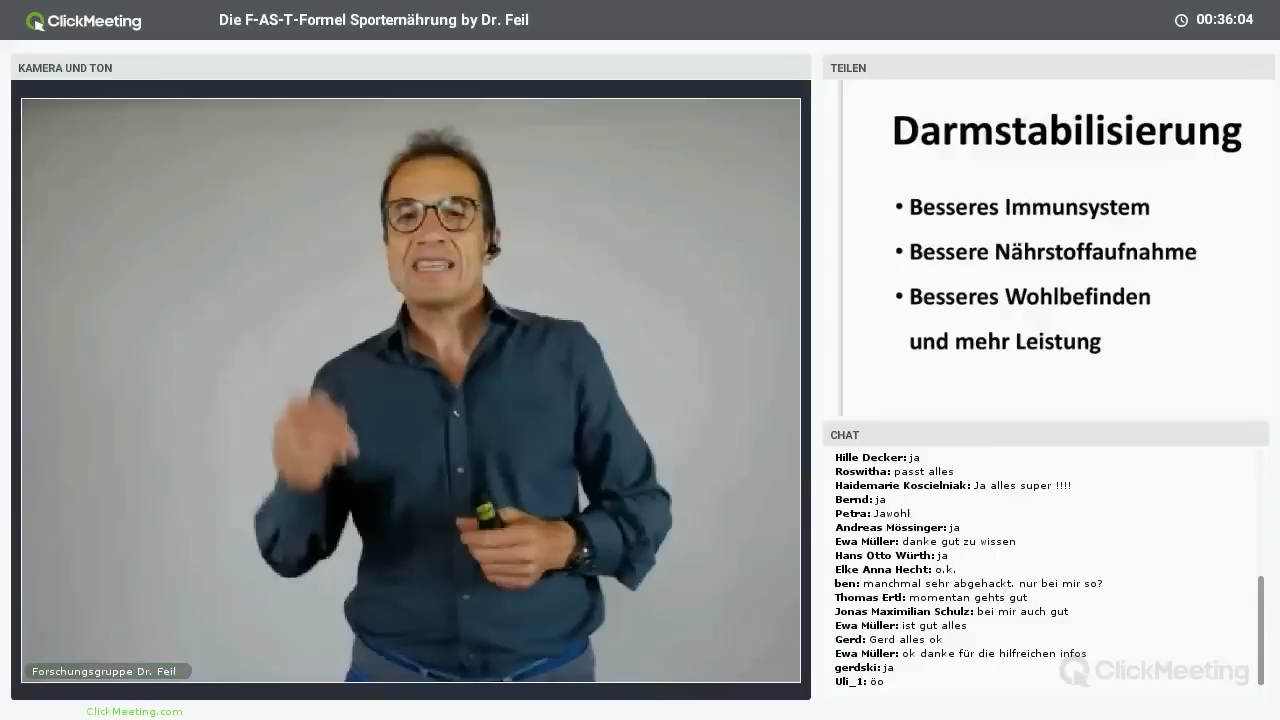 ClickMeeting
Die F-AS-T-Formel Sporternährung by Dr. Feil
00:36:04
KAMERA UND TON
Forschungsgruppe Dr. Feil
ClickMeeting.com
TEILEN
Darmstabilisierung
• Besseres Immunsystem
• Bessere Nährstoffaufnahme
• Besseres Wohlbefinden
und mehr Leistung
CHAT
Hille Decker: ja
Roswitha: passt alles
Haidemarie Koscielniak: Ja alles super !!!!
Bernd: ja
Petra: Jawohl
Andreas Mössinger: ja
Ewa Müller: danke gut zu wissen
Hans Otto Würth: ja
Elke Anna Hecht: o.k.
ben: manchmal sehr abgehackt. nur bei mir so?
Thomas Ertl: momentan gehts gut
Jonas Maximilian Schulz: bei mir auch gut
Ewa Müller: ist gut alles
Gerd: Gerd alles ok
Ewa Müller: ok danke für die hilfreichen infos
gerdski: ja
Uli_1: öo
ClickMeeting